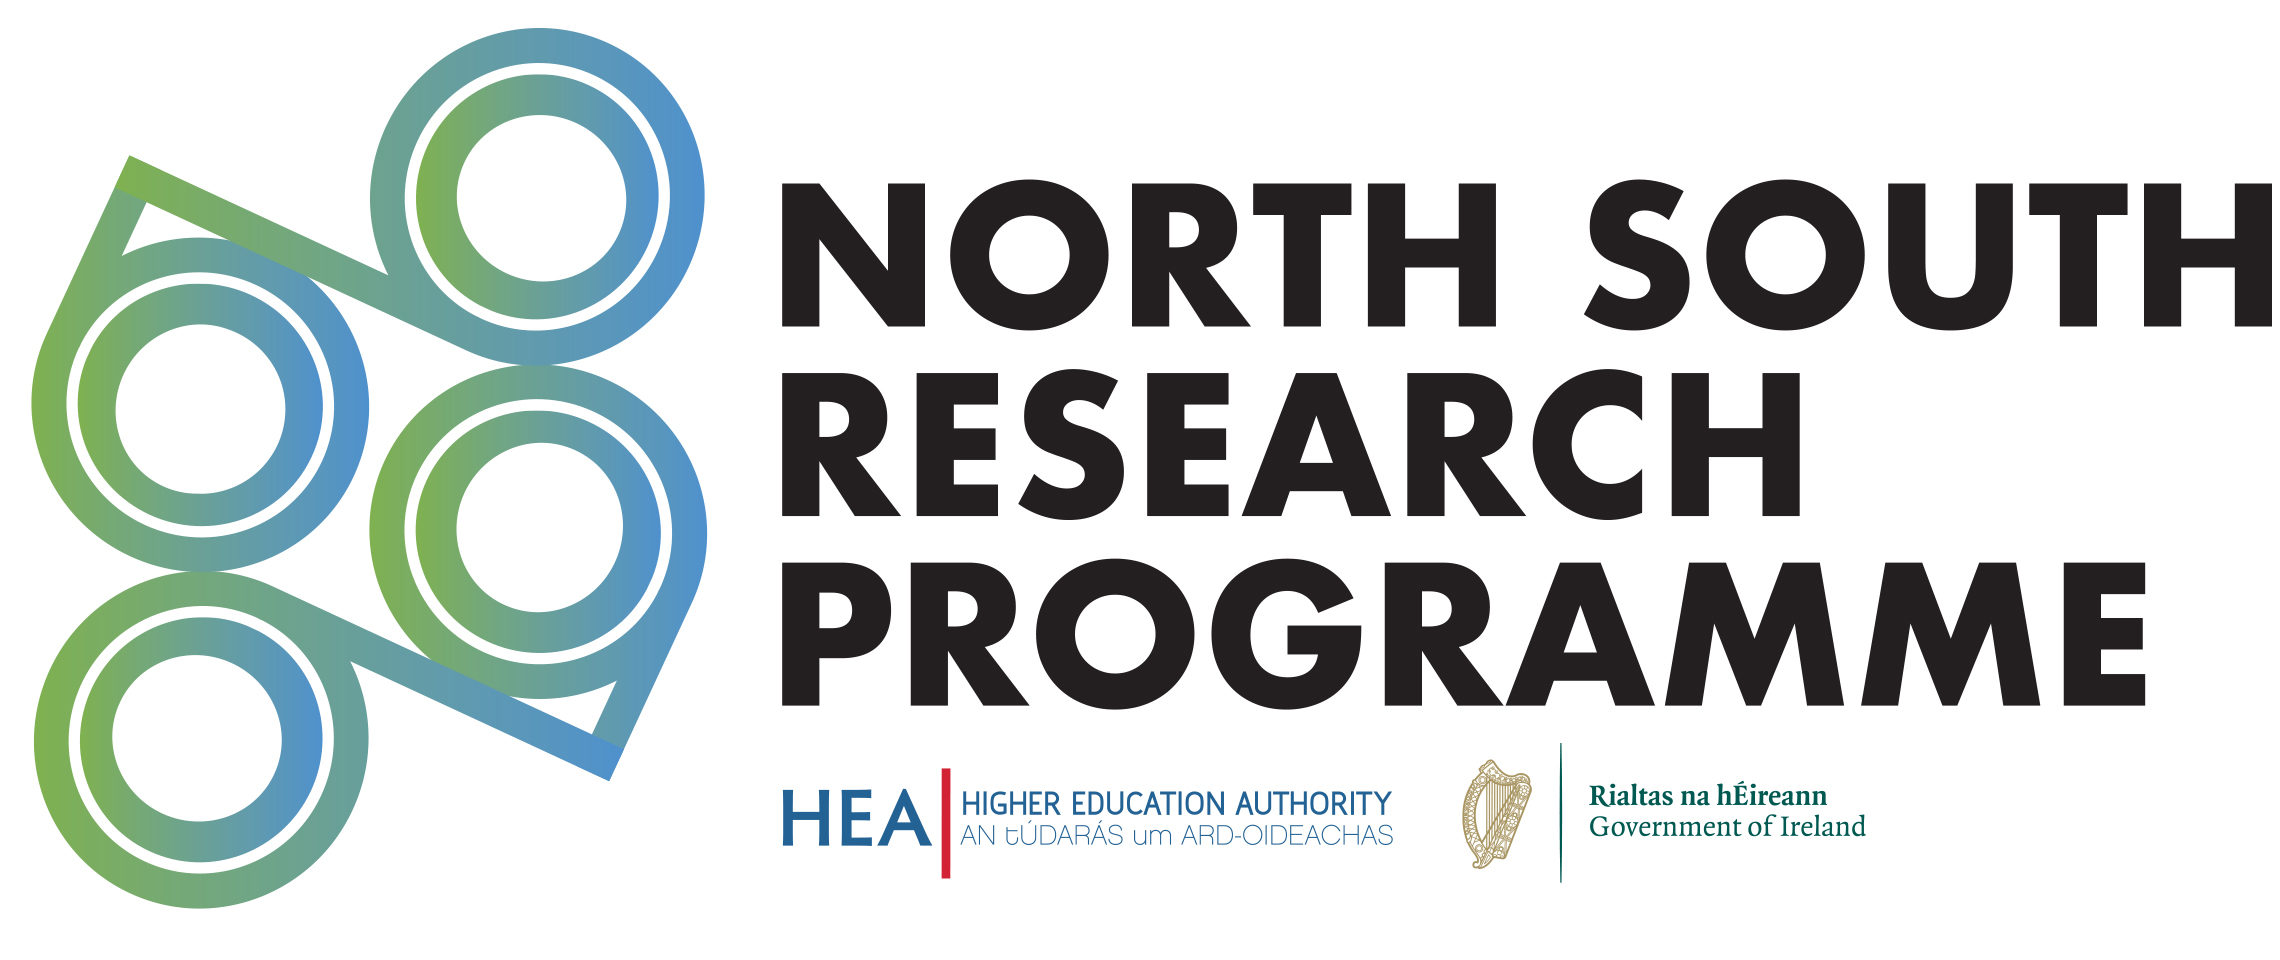 NORTH SOUTH
RESEARCH
PROGRAMME
HEA
HIGHER EDUCATION AUTHORITY
AN tÚDARÁS um ARD-OIDEACHAS
Rialtas na hÉireann
Government of Ireland